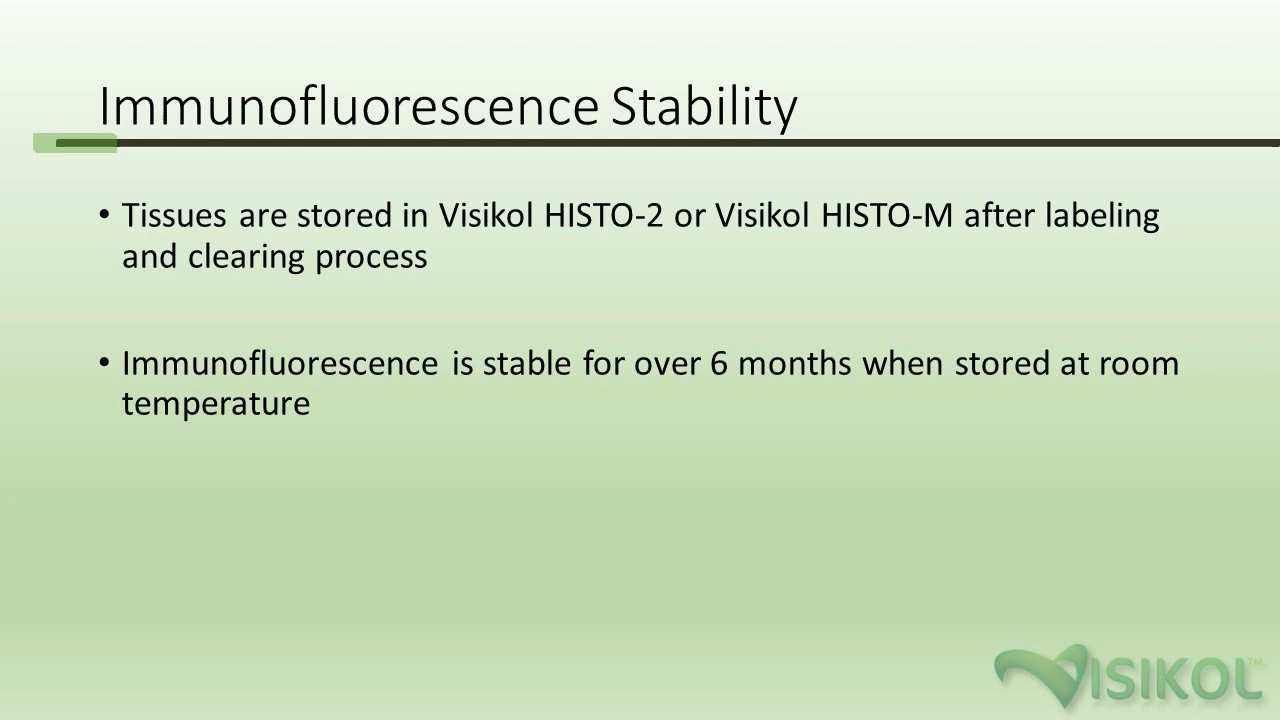 Immunofluorescence Stability
• Tissues are stored in Visikol HISTO-2 or Visikol HISTO-M after labeling
and clearing process
• Immunofluorescence is stable for over 6 months when stored at room
temperature
VISIKOL™